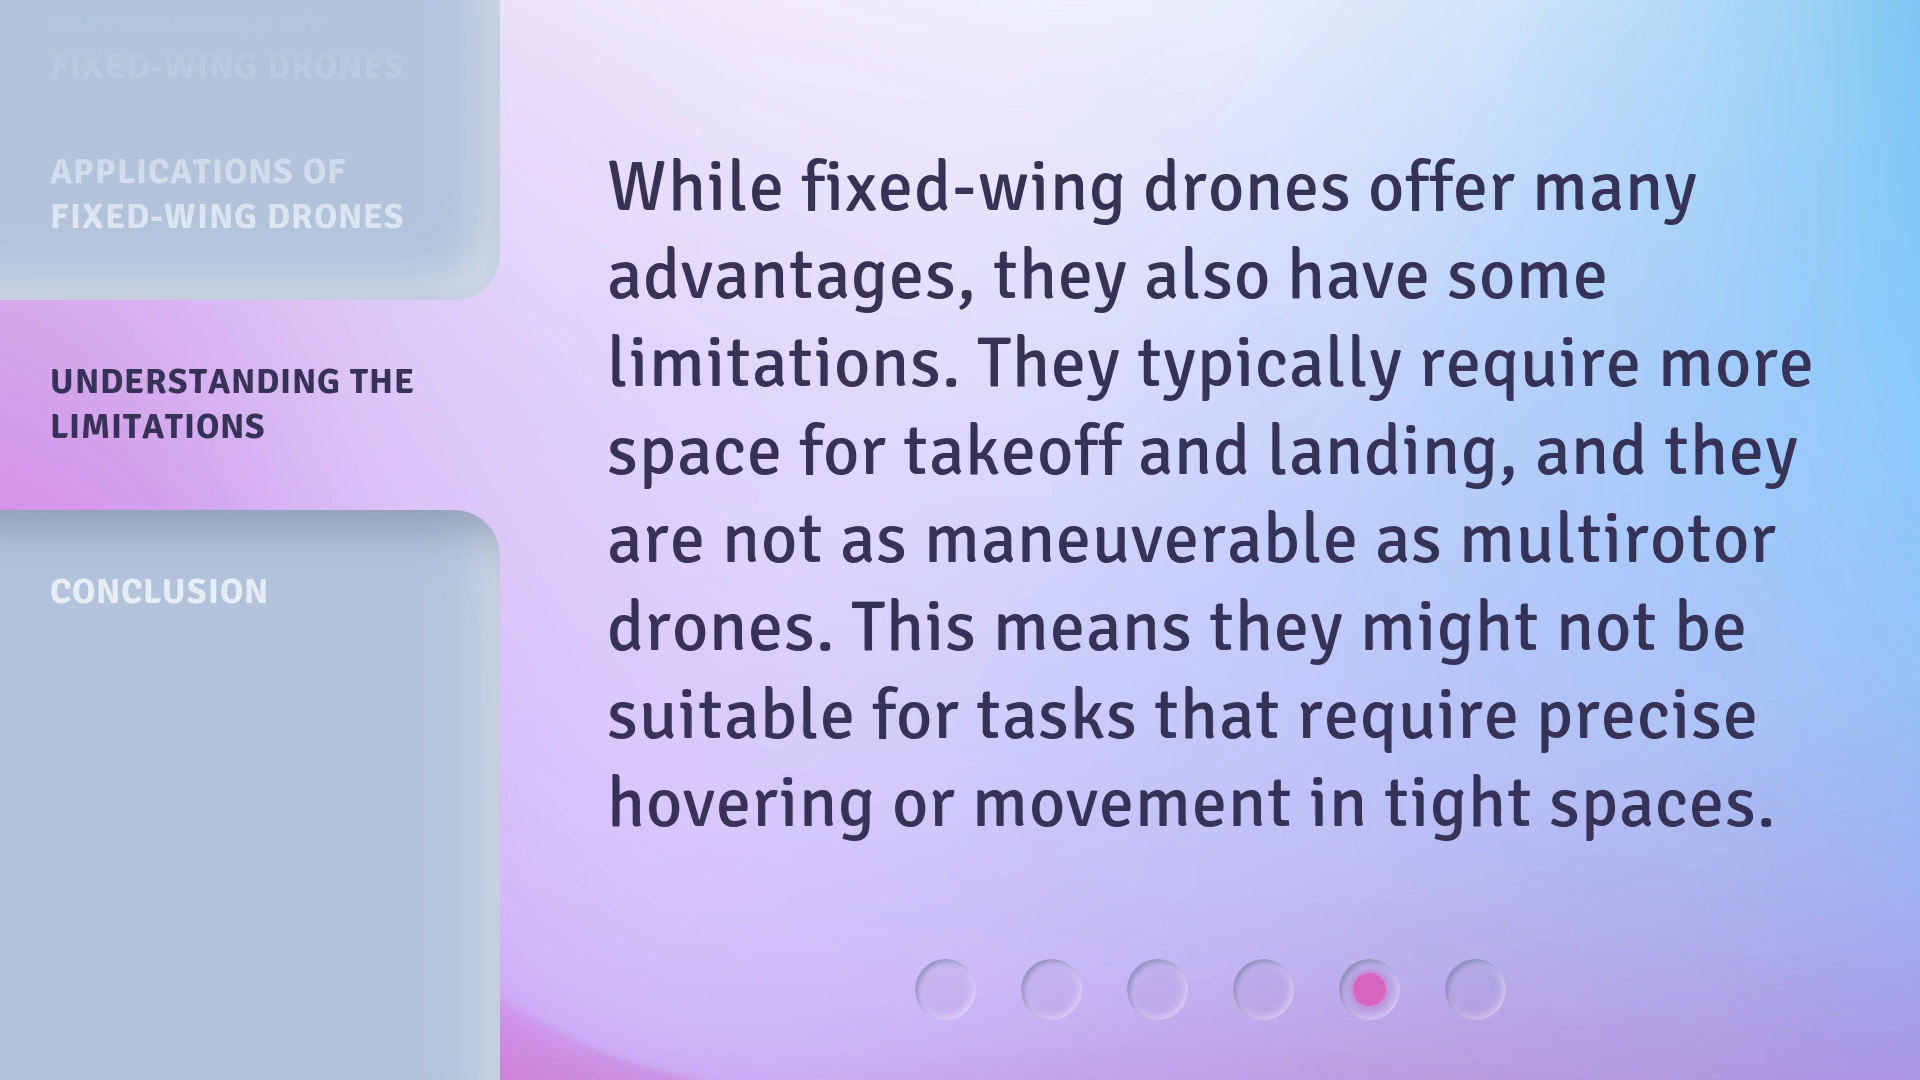 ADVANTAGES OF
FIXED-WING DRONES
APPLICATIONS OF
FIXED-WING DRONES
UNDERSTANDING THE
LIMITATIONS
CONCLUSION
While fixed-wing drones offer many
advantages, they also have some
limitations. They typically require more
space for takeoff and landing, and they
are not as maneuverable as multirotor
drones. This means they might not be
suitable for tasks that require precise
hovering or movement in tight spaces.